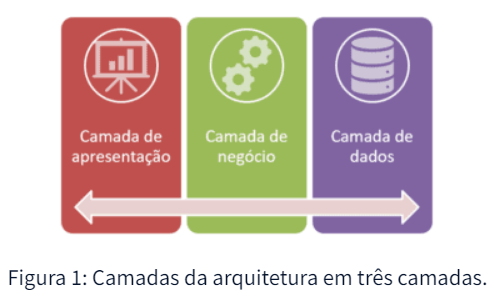 Camada de
apresentação
Camada de
negócio
Camada de
dados
Figura 1: Camadas da arquitetura em três camadas.